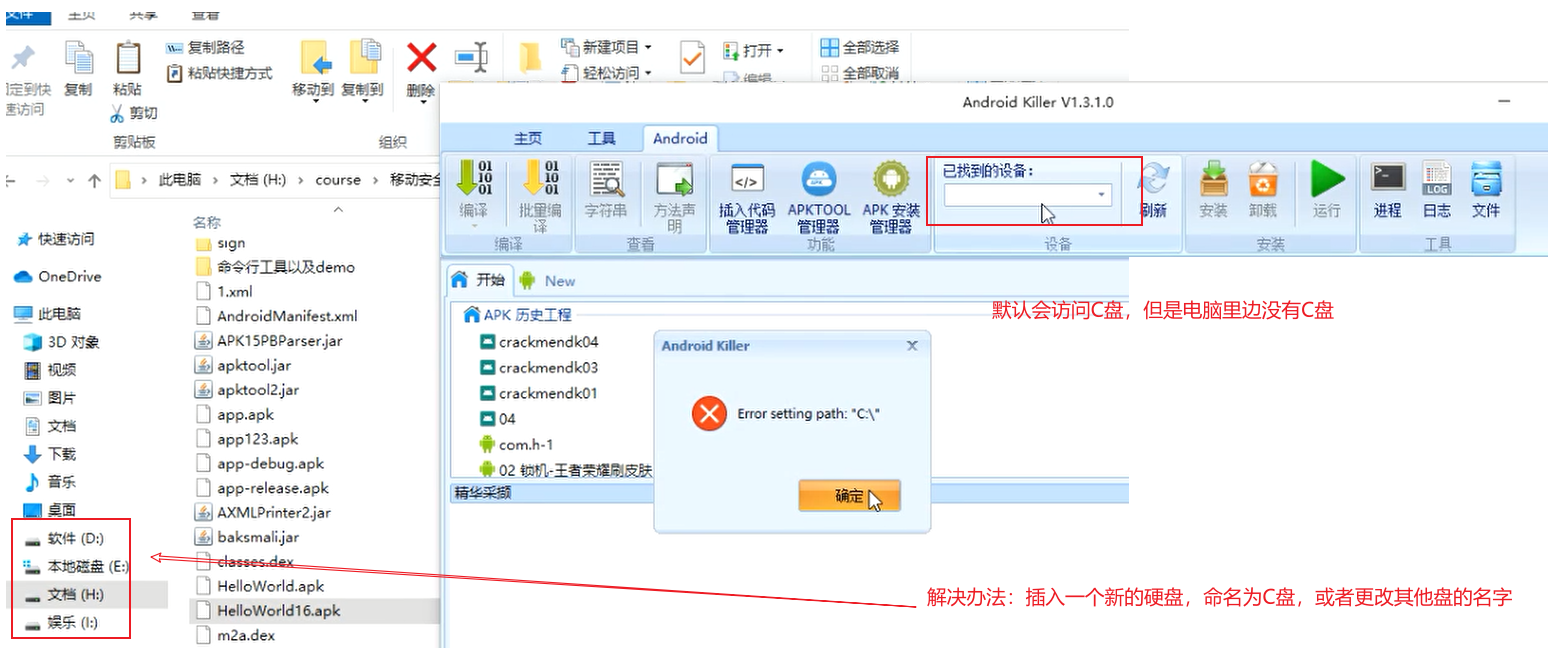 文件 主页 共享 查看
复制 粘贴 复制路径 粘贴快捷方式 剪切
速访问
剪贴板
移动到 复制到 删除
组织
新建项目 轻松访问
打开 编辑
全部选择
全部取消
此电脑 › 文档 (H:) › course › 移动安全
名称
快速访问
OneDrive
此电脑
3D 对象
视频
图片
文档
下载
音乐
桌面
软件 (D:)
本地磁盘 (E:)
文档 (H:)
娱乐 (I:)
sign
命令行工具以及demo
1.xml
AndroidManifest.xml
APK15PBParser.jar
apktool.jar
apktool2.jar
app.apk
app123.apk
app-debug.apk
app-release.apk
AXMLPrinter2.jar
baksmali.jar
classes.dex
HelloWorld.apk
HelloWorld16.apk
m2a.dex
Android Killer V1.3.1.0
主页 工具 Android
编译 批量编译
编译
字符串 方法声明
查看
插入代码管理器 APKTOOL管理器 APK 安装管理器
功能
已找到的设备：
刷新
设备
安装 卸载 运行
安装
进程 日志 文件
工具
开始 New
APK 历史工程
crackmendk04
crackmendk03
crackmendk01
04
com.h-1
02 锁机-王者荣耀刷皮肤
精华采撷
Android Killer
Error setting path: "C:\"
确定
默认会访问C盘，但是电脑里边没有C盘
解决办法：插入一个新的硬盘，命名为C盘，或者更改其他盘的名字